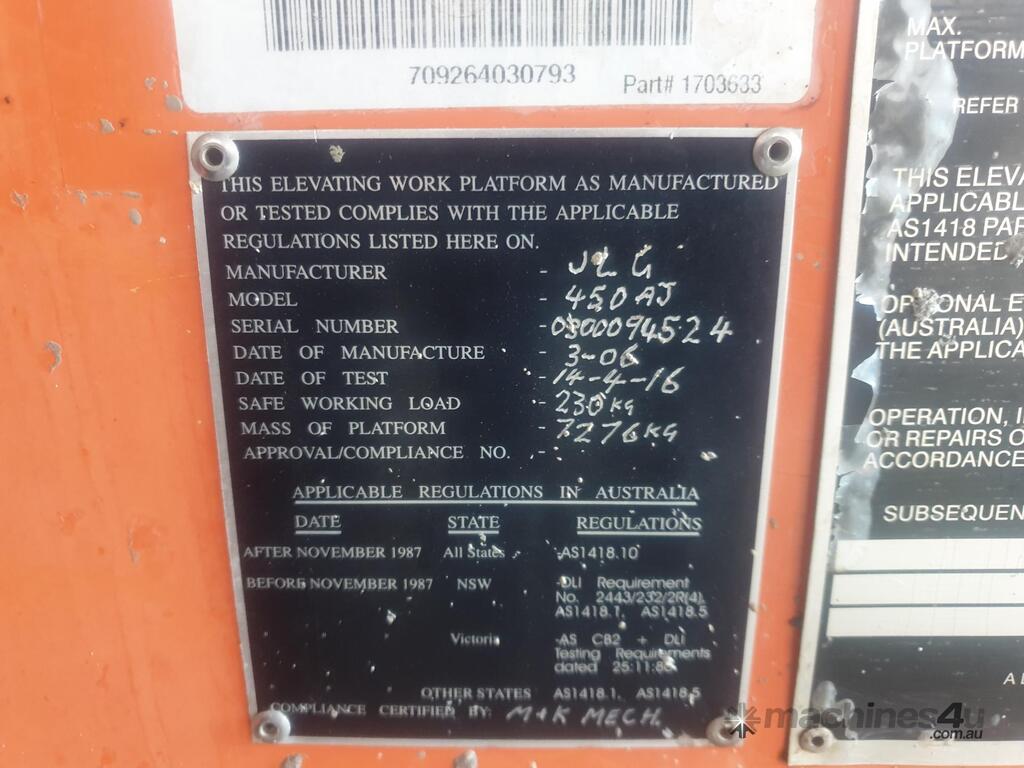 709264030793
Part# 1703633
THIS ELEVATING WORK PLATFORM AS MANUFACTURED
OR TESTED COMPLIES WITH THE APPLICABLE
REGULATIONS LISTED HERE ON.
MANUFACTURER - JLG
MODEL - 450AJ
SERIAL NUMBER - 0300094524
DATE OF MANUFACTURE - 3-06
DATE OF TEST - 14-4-16
SAFE WORKING LOAD - 230KG
MASS OF PLATFORM - 7276KG
APPROVAL/COMPLIANCE NO. -
APPLICABLE REGULATIONS IN AUSTRALIA
DATE STATE REGULATIONS
AFTER NOVEMBER 1987 All States -AS1418.10
BEFORE NOVEMBER 1987 NSW -DLI Requirement
No. 2443/232/2R(4),
AS1418.1, AS1418.5
Victoria -AS CB2 + DLI
Testing Requirements
dated 25:11:86
OTHER STATES AS1418.1, AS1418.5
COMPLIANCE CERTIFIED BY: M+K MECH.
MAX.
PLATFORM
REFER
THIS ELEVA
APPLICABL
AS1418 PAR
INTENDED
(AUSTRALIA)
THE APPLICA
OPERATION, I
OR REPAIRS O
ACCORDANCE
SUBSEQUEN
machines4u
.com.au